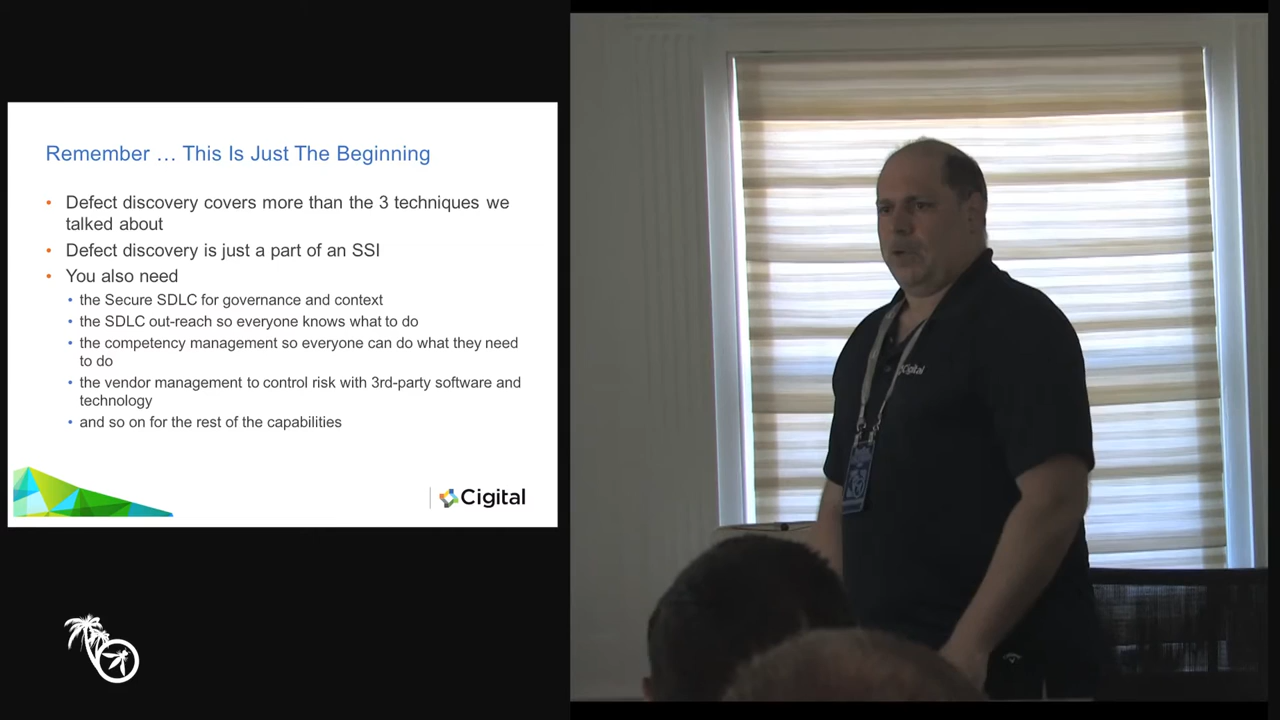 Remember … This Is Just The Beginning
• Defect discovery covers more than the 3 techniques we
talked about
• Defect discovery is just a part of an SSI
• You also need
• the Secure SDLC for governance and context
• the SDLC out-reach so everyone knows what to do
• the competency management so everyone can do what they need
to do
• the vendor management to control risk with 3rd-party software and
technology
• and so on for the rest of the capabilities
Cigital
Cigital